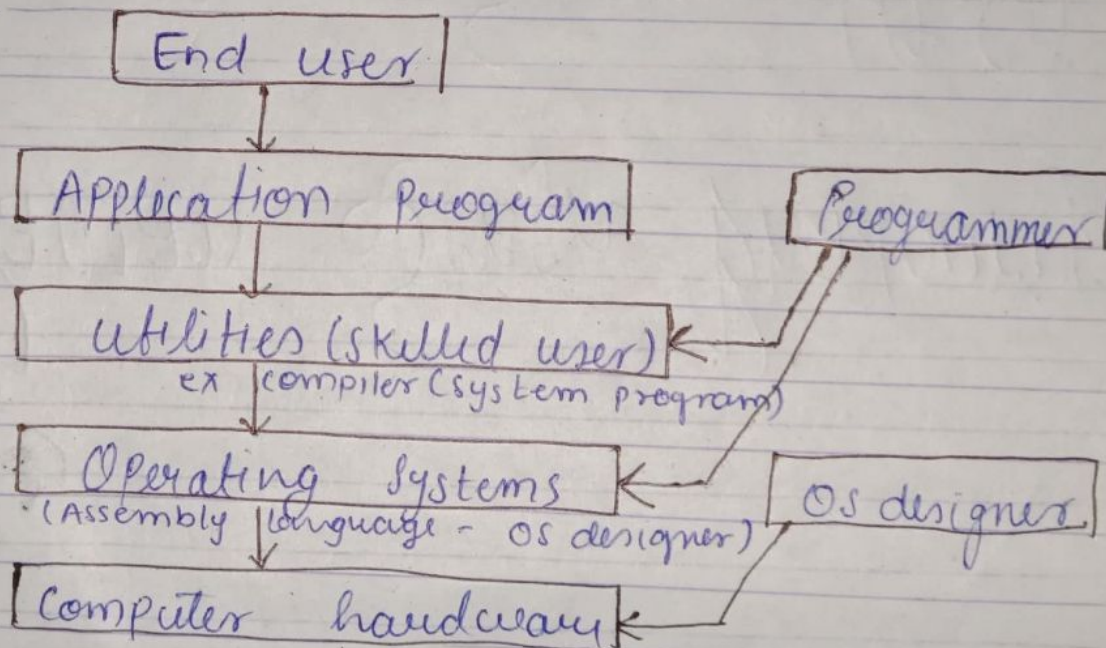 End user
Application Program
Programmer
Utilities (skilled user)
ex compiler (system program)
Operating Systems
OS designer
(Assembly language - OS designer)
Computer hardware